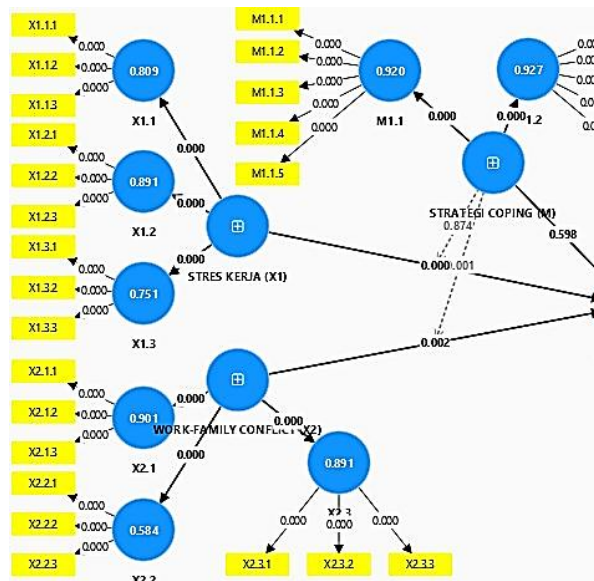 X1.1.1
X1.1.2
X1.1.3
0.000
0.000
0.000
0.809
X1.1
X1.2.1
X1.2.2
X1.2.3
0.000
0.000
0.000
0.891
X1.2
X1.3.1
X1.3.2
X1.3.3
0.000
0.000
0.000
0.751
X1.3
0.000
0.000
0.000
STRES KERJA (X1)
M1.1.1
M1.1.2
M1.1.3
M1.1.4
M1.1.5
0.000
0.000
0.000
0.000
0.000
0.920
M1.1
0.927
1.2
0.000
0.000
STRATEGI COPING (M)
0.874
0.001
0.598
0.000
0.002
X2.1.1
X2.1.2
X2.1.3
0.000
0.000
0.000
0.901
X2.1
0.000
0.000
0.000
WORK-FAMILY CONFLICT (X2)
X2.2.1
X2.2.2
X2.2.3
0.000
0.000
0.000
0.584
X2.2
0.891
X2.3
0.000
0.000
0.000
X2.3.1
X2.3.2
X2.3.3